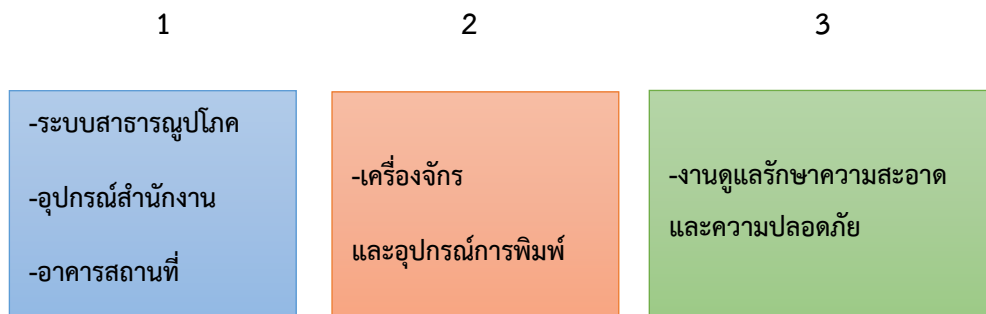 1 2 3
-ระบบสาธารณูปโภค
-อุปกรณ์สำนักงาน
-อาคารสถานที่
-เครื่องจักร
และอุปกรณ์การพิมพ์
-งานดูแลรักษาความสะอาด
และความปลอดภัย